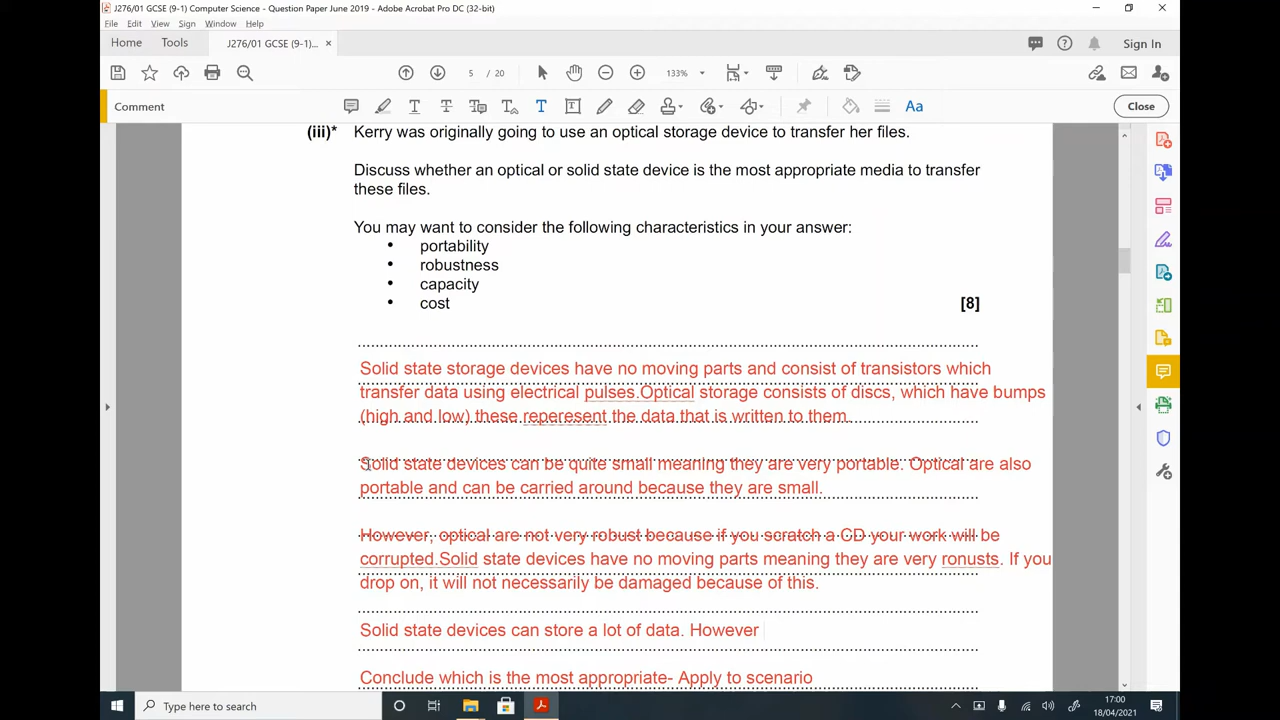 J276/01 GCSE (9-1) Computer Science - Question Paper June 2019 - Adobe Acrobat Pro DC (32-bit)
File Edit View Sign Window Help
Home Tools J276/01 GCSE (9-1)... × Sign In
5 / 20 133%
Comment Aa Close
(iii)* Kerry was originally going to use an optical storage device to transfer her files.
Discuss whether an optical or solid state device is the most appropriate media to transfer
these files.
You may want to consider the following characteristics in your answer:
• portability
• robustness
• capacity
• cost [8]
Solid state storage devices have no moving parts and consist of transistors which
transfer data using electrical pulses.Optical storage consists of discs, which have bumps
(high and low) these reperesent the data that is written to them.
Solid state devices can be quite small meaning they are very portable. Optical are also
portable and can be carried around because they are small.
However, optical are not very robust because if you scratch a CD your work will be
corrupted.Solid state devices have no moving parts meaning they are very ronusts. If you
drop on, it will not necessarily be damaged because of this.
Solid state devices can store a lot of data. However
Conclude which is the most appropriate- Apply to scenario
Type here to search
17:00
18/04/2021